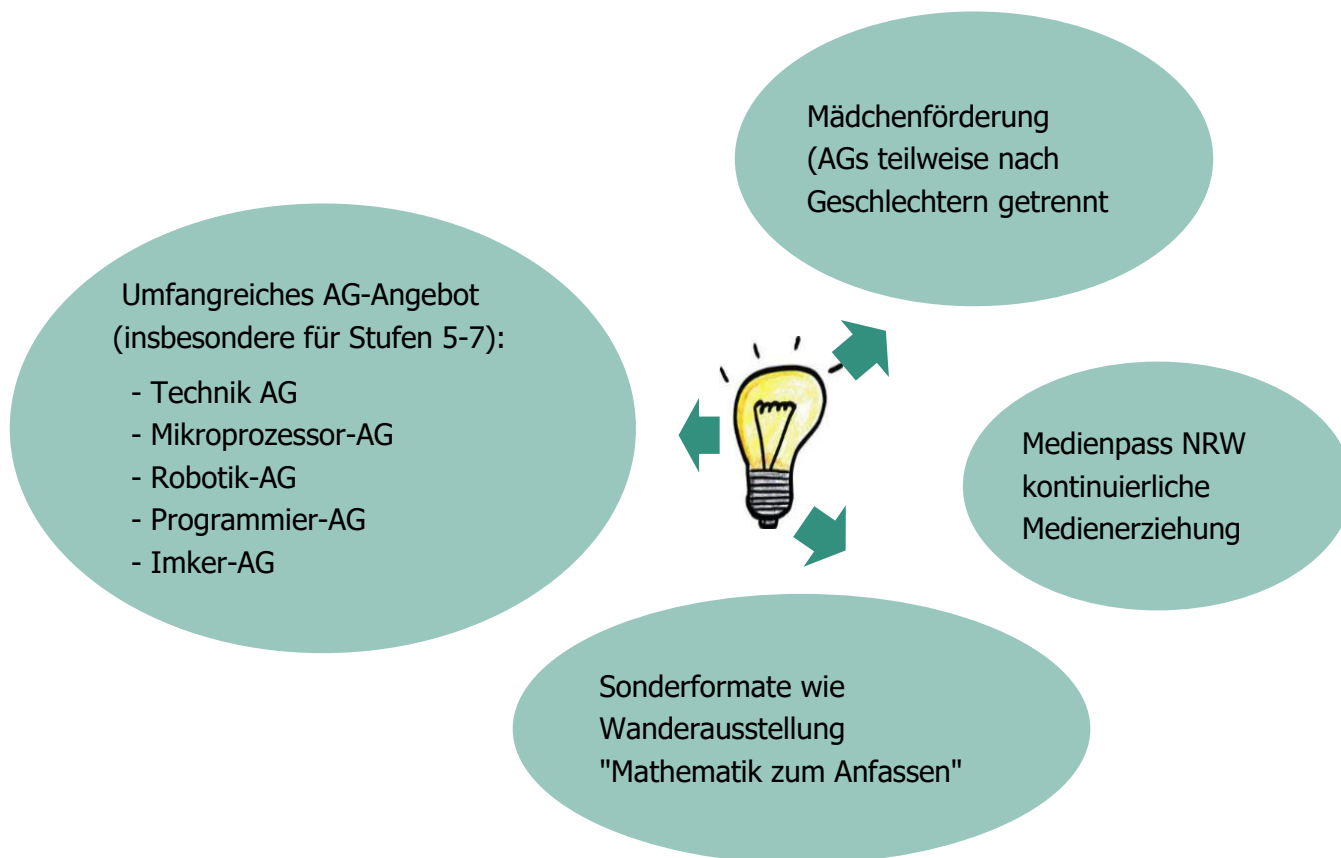 Mädchenförderung
(AGs teilweise nach
Geschlechtern getrennt
Umfangreiches AG-Angebot
(insbesondere für Stufen 5-7):
- Technik AG
- Mikroprozessor-AG
- Robotik-AG
- Programmier-AG
- Imker-AG
Medienpass NRW
kontinuierliche
Medienerziehung
Sonderformate wie
Wanderausstellung
"Mathematik zum Anfassen"